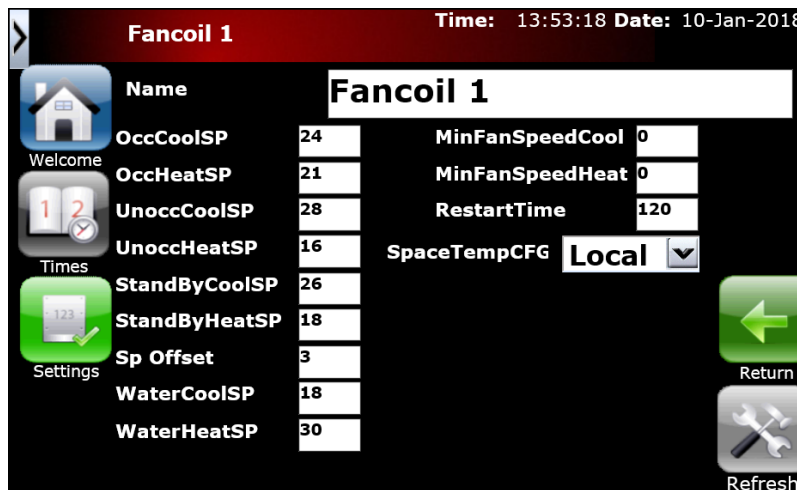 Fancoil 1
Time: 13:53:18 Date: 10-Jan-2018
Name Fancoil 1
OccCoolSP 24 MinFanSpeedCool 0
Welcome
OccHeatSP 21 MinFanSpeedHeat 0
1 2
UnoccCoolSP 28 RestartTime 120
UnoccHeatSP 16 SpaceTempCFG Local
Times
StandByCoolSP 26
123
StandByHeatSP 18
Sp Offset 3
Settings
Return
WaterCoolSP 18
WaterHeatSP 30
Refresh